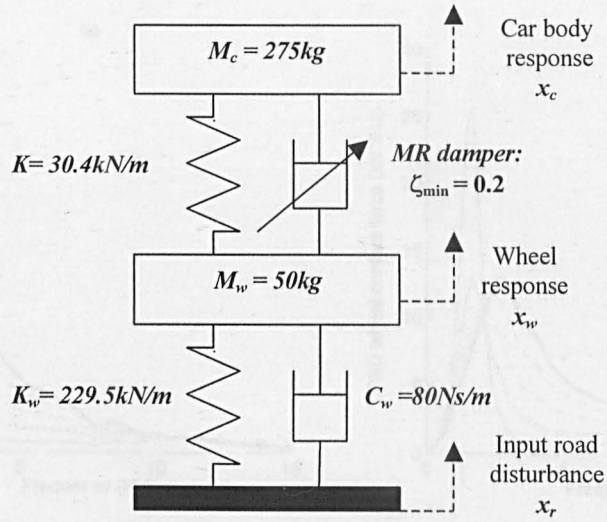 M_c = 275kg
Car body
response
x_c
K= 30.4kN/m
MR damper:
ζ_min = 0.2
M_w = 50kg
Wheel
response
x_w
K_w = 229.5kN/m
C_w =80Ns/m
Input road
disturbance
x_r